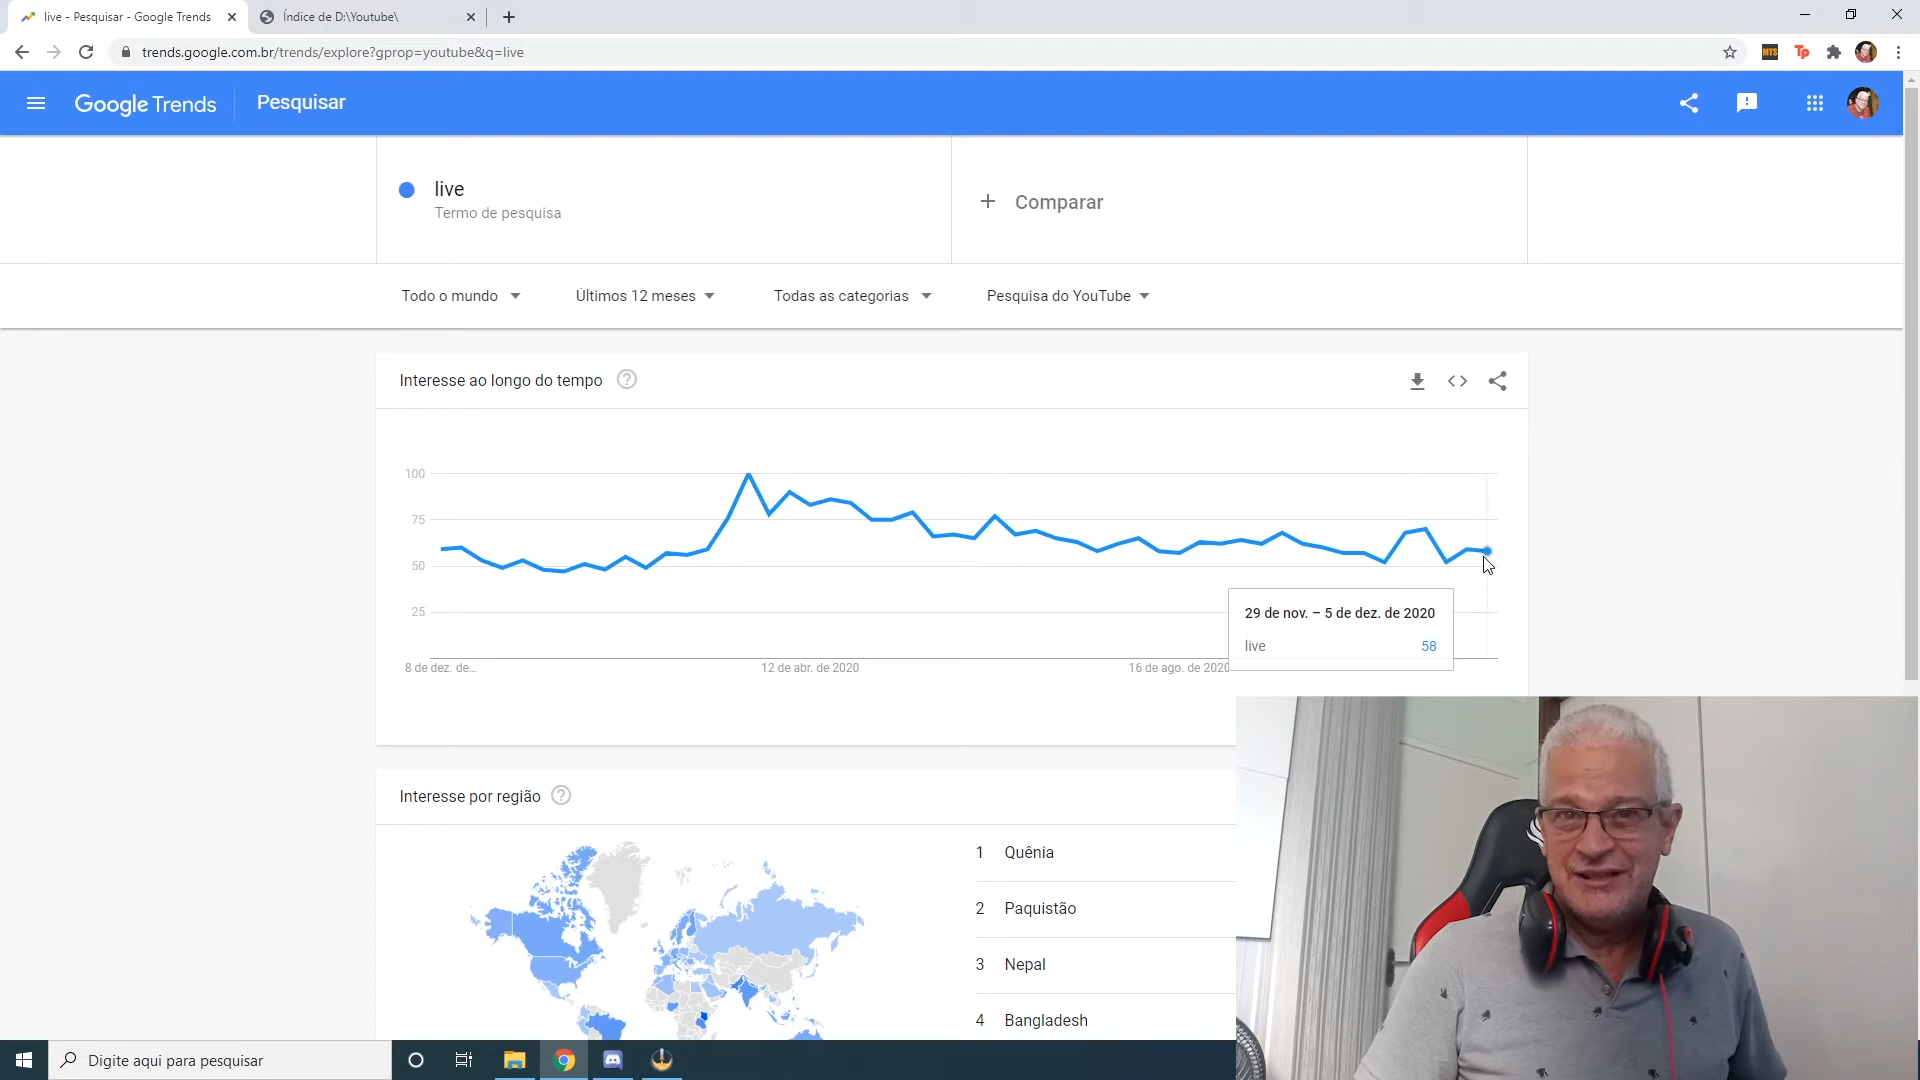 live - Pesquisar - Google Trends
Índice de D:\Youtube\
trends.google.com.br/trends/explore?gprop=youtube&q=live
MTS
Tp
Google Trends
Pesquisar
live
Termo de pesquisa
+ Comparar
Todo o mundo
Últimos 12 meses
Todas as categorias
Pesquisa do YouTube
Interesse ao longo do tempo
100
75
50
25
8 de dez. de...
12 de abr. de 2020
16 de ago. de 2020
29 de nov. – 5 de dez. de 2020
live 58
Interesse por região
1 Quênia
2 Paquistão
3 Nepal
4 Bangladesh
Digite aqui para pesquisar